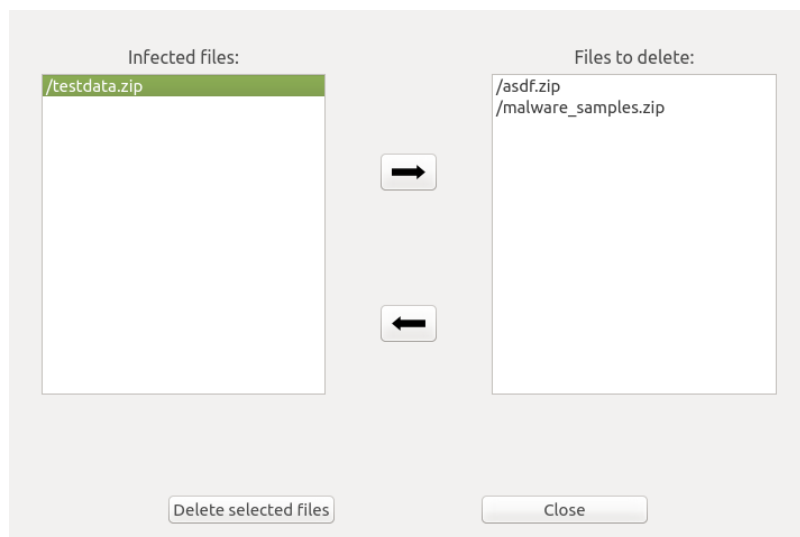 Infected files:
Files to delete:
/testdata.zip
/asdf.zip
/malware_samples.zip
Delete selected files
Close